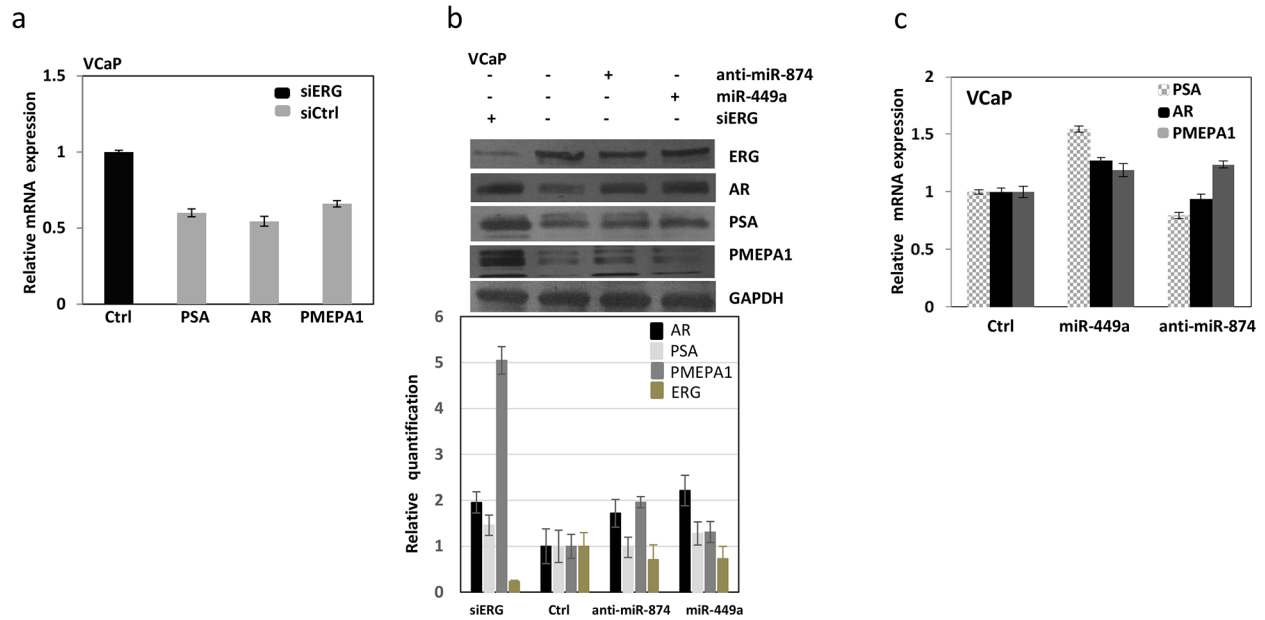 a
VCaP
Relative mRNA expression
1.5
1
0.5
0
siERG
siCtrl
Ctrl PSA AR PMEPA1
b
VCaP
- - + - anti-miR-874
- - - + miR-449a
+ - - - siERG
ERG
AR
PSA
PMEPA1
GAPDH
Relative quantification
6
5
4
3
2
1
0
AR
PSA
PMEPA1
ERG
siERG Ctrl anti-miR-874 miR-449a
c
Relative mRNA expression
2
1.5
1
0.5
0
VCaP
PSA
AR
PMEPA1
Ctrl miR-449a anti-miR-874